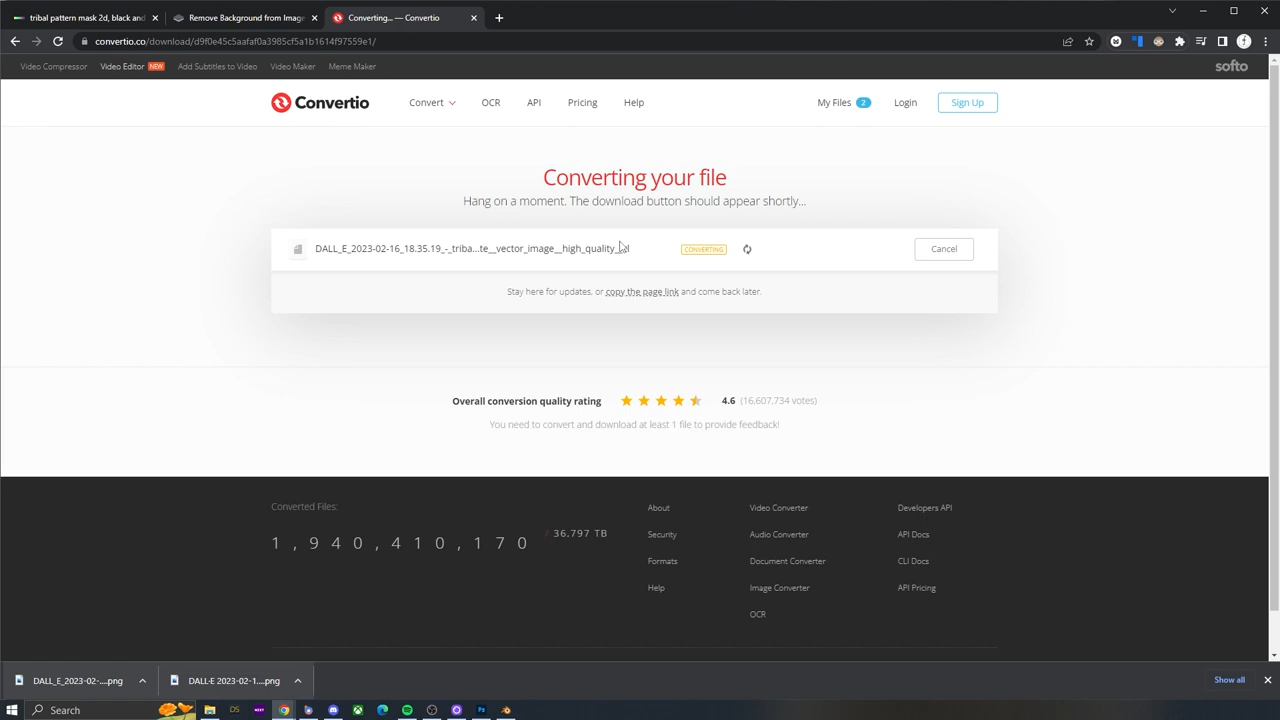 tribal pattern mask 2d, black and
Remove Background from Image
Converting... — Convertio
convertio.co/download/d9f0e45c5aafaf0a3985cf5a1b1614f97559e1/
Video Compressor Video Editor NEW Add Subtitles to Video Video Maker Meme Maker softo
Convertio Convert OCR API Pricing Help My Files 2 Login Sign Up
Converting your file
Hang on a moment. The download button should appear shortly...
DALL_E_2023-02-16_18.35.19_-_triba...te__vector_image__high_quality_ CONVERTING Cancel
Stay here for updates, or copy the page link and come back later.
Overall conversion quality rating 4.6 (16,607,734 votes)
You need to convert and download at least 1 file to provide feedback!
Converted Files:
1,940,410,170 / 36.797 TB
About
Security
Formats
Help
Video Converter
Audio Converter
Document Converter
Image Converter
OCR
Developers API
API Docs
CLI Docs
API Pricing
DALL_E_2023-02-....png DALL·E 2023-02-1....png Show all
Search DS NEXT Ps